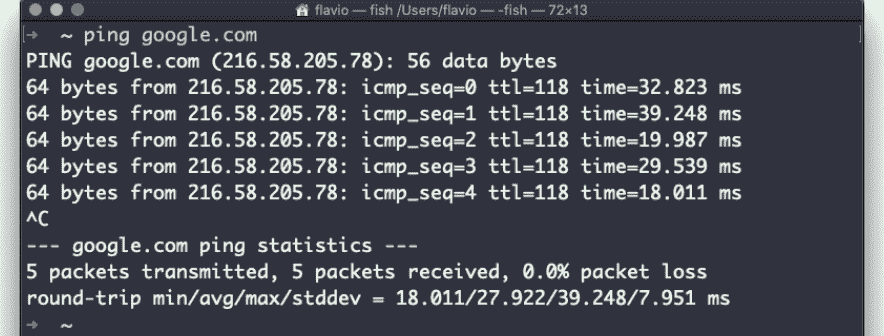 flavio — fish /Users/flavio — -fish — 72×13
[→ ~ ping google.com ]
PING google.com (216.58.205.78): 56 data bytes
64 bytes from 216.58.205.78: icmp_seq=0 ttl=118 time=32.823 ms
64 bytes from 216.58.205.78: icmp_seq=1 ttl=118 time=39.248 ms
64 bytes from 216.58.205.78: icmp_seq=2 ttl=118 time=19.987 ms
64 bytes from 216.58.205.78: icmp_seq=3 ttl=118 time=29.539 ms
64 bytes from 216.58.205.78: icmp_seq=4 ttl=118 time=18.011 ms
^C
--- google.com ping statistics ---
5 packets transmitted, 5 packets received, 0.0% packet loss
round-trip min/avg/max/stddev = 18.011/27.922/39.248/7.951 ms
→ ~